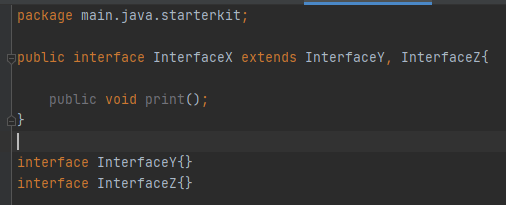 package main.java.starterkit;
public interface InterfaceX extends InterfaceY, InterfaceZ{
public void print();
}
interface InterfaceY{}
interface InterfaceZ{}